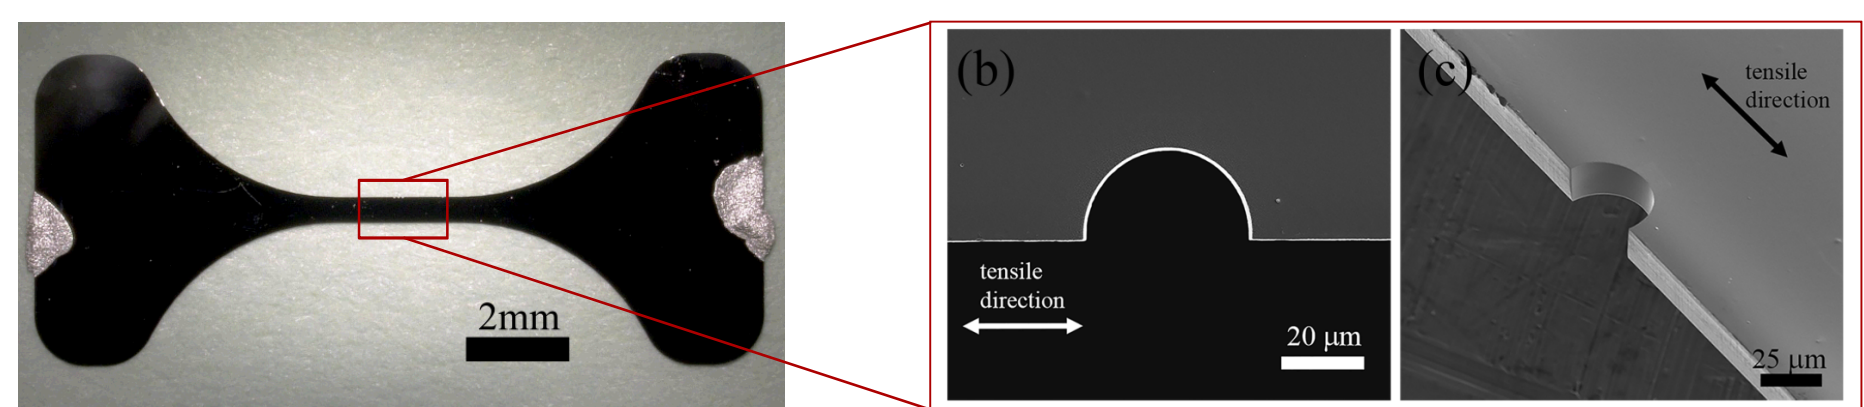 2mm
(b)
tensile
direction
20 μm
(c)
tensile
direction
25 μm